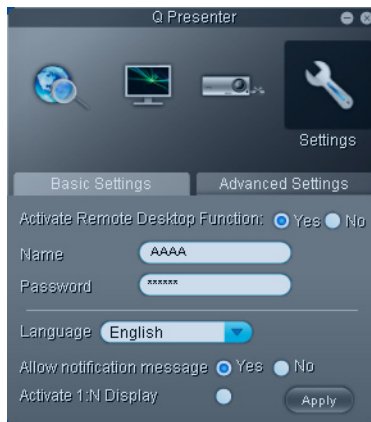 Q Presenter
Settings
Basic Settings
Advanced Settings
Activate Remote Desktop Function: Yes No
Name AAAA
Password ******
Language English
Allow notification message Yes No
Activate 1:N Display
Apply